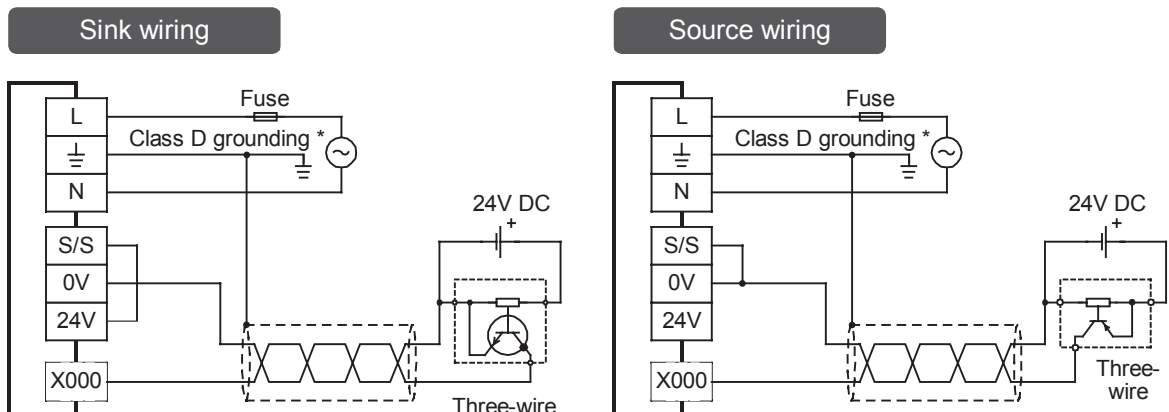 Sink wiring
L
Fuse
Class D grounding *
N
24V DC
+
S/S
0V
24V
X000
Three-wire
Source wiring
L
Fuse
Class D grounding *
N
24V DC
+
S/S
0V
24V
X000
Three-
wire